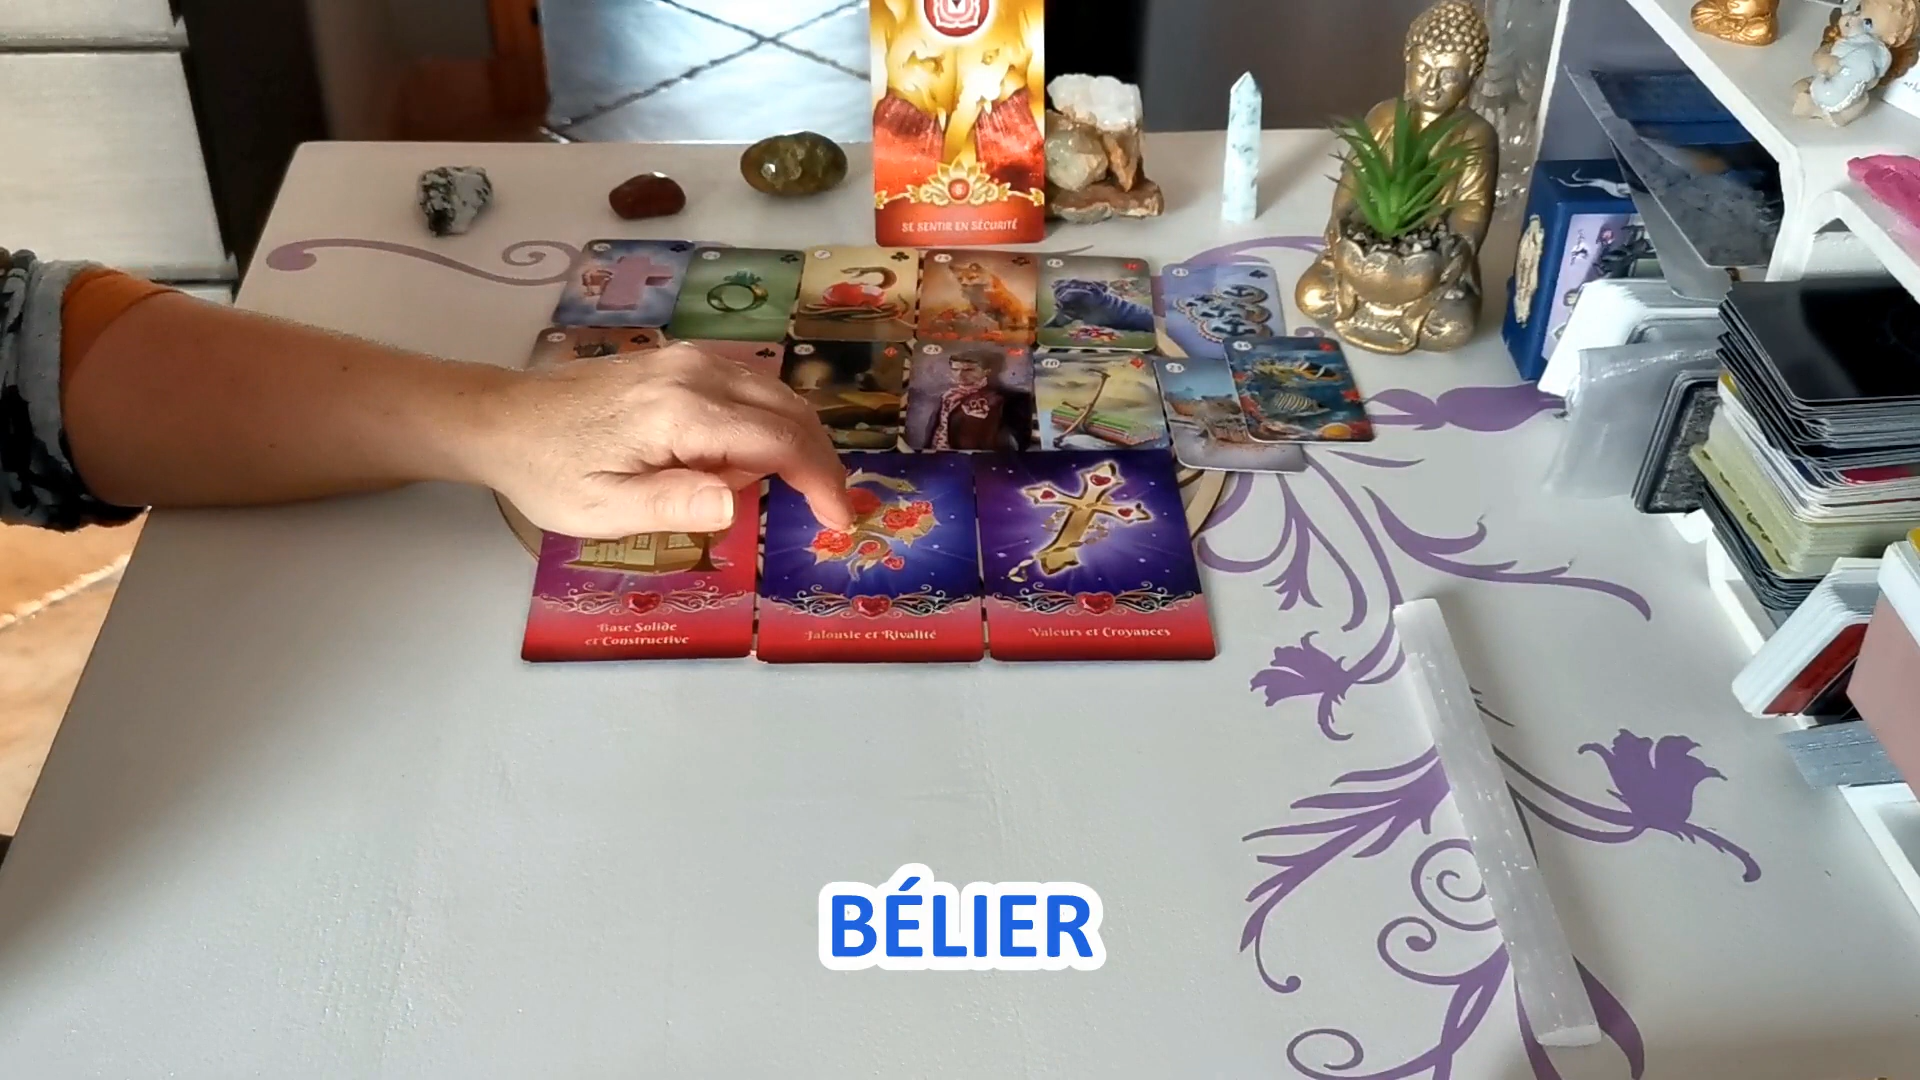 SE SENTIR EN SÉCURITÉ
Base Solide
et Constructive
Jalousie et Rivalité
Valeurs et Croyances
BÉLIER